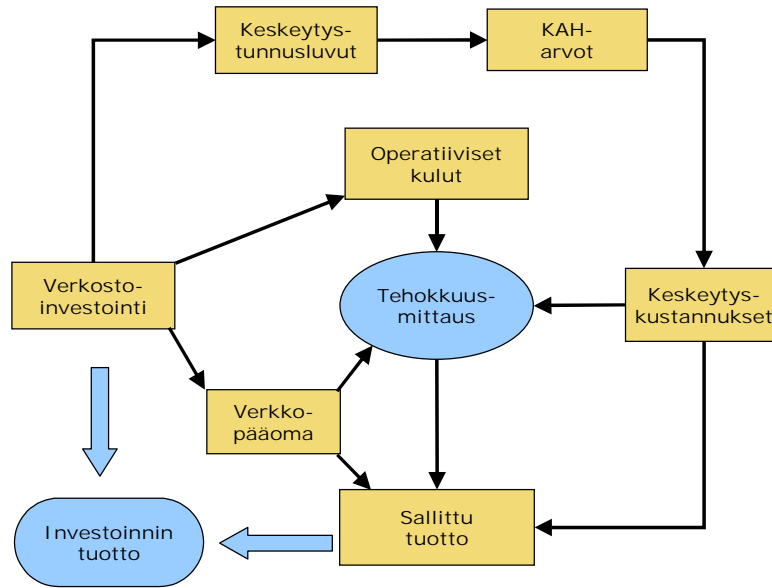 Keskeytys-
tunnusluvut
KAH-
arvot
Operatiiviset
kulut
Verkosto-
investointi
Tehokkuus-
mittaus
Keskeytys-
kustannukset
Verkko-
pääoma
Investoinnin
tuotto
Sallittu
tuotto